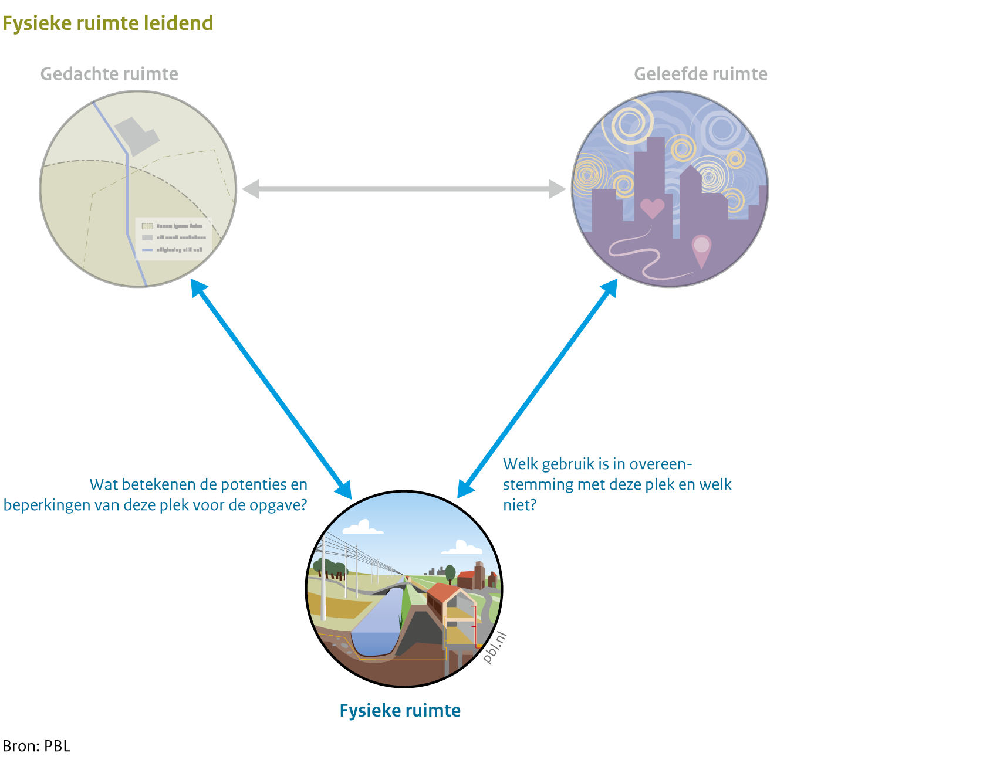 Fysieke ruimte leidend
Gedachte ruimte
Geleefde ruimte
Wat betekenen de potenties en
beperkingen van deze plek voor de opgave?
Welk gebruik is in overeen-
stemming met deze plek en welk
niet?
pbl.nl
Fysieke ruimte
Bron: PBL